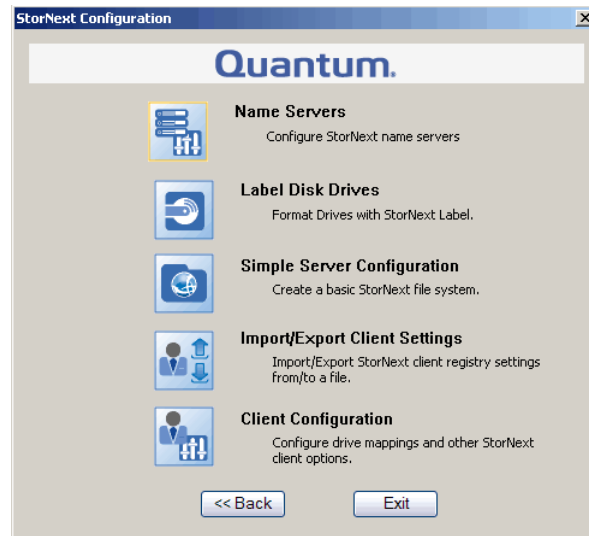 StorNext Configuration
Quantum.
Name Servers
Configure StorNext name servers
Label Disk Drives
Format Drives with StorNext Label.
Simple Server Configuration
Create a basic StorNext file system.
Import/Export Client Settings
Import/Export StorNext client registry settings
from/to a file.
Client Configuration
Configure drive mappings and other StorNext
client options.
<< Back
Exit